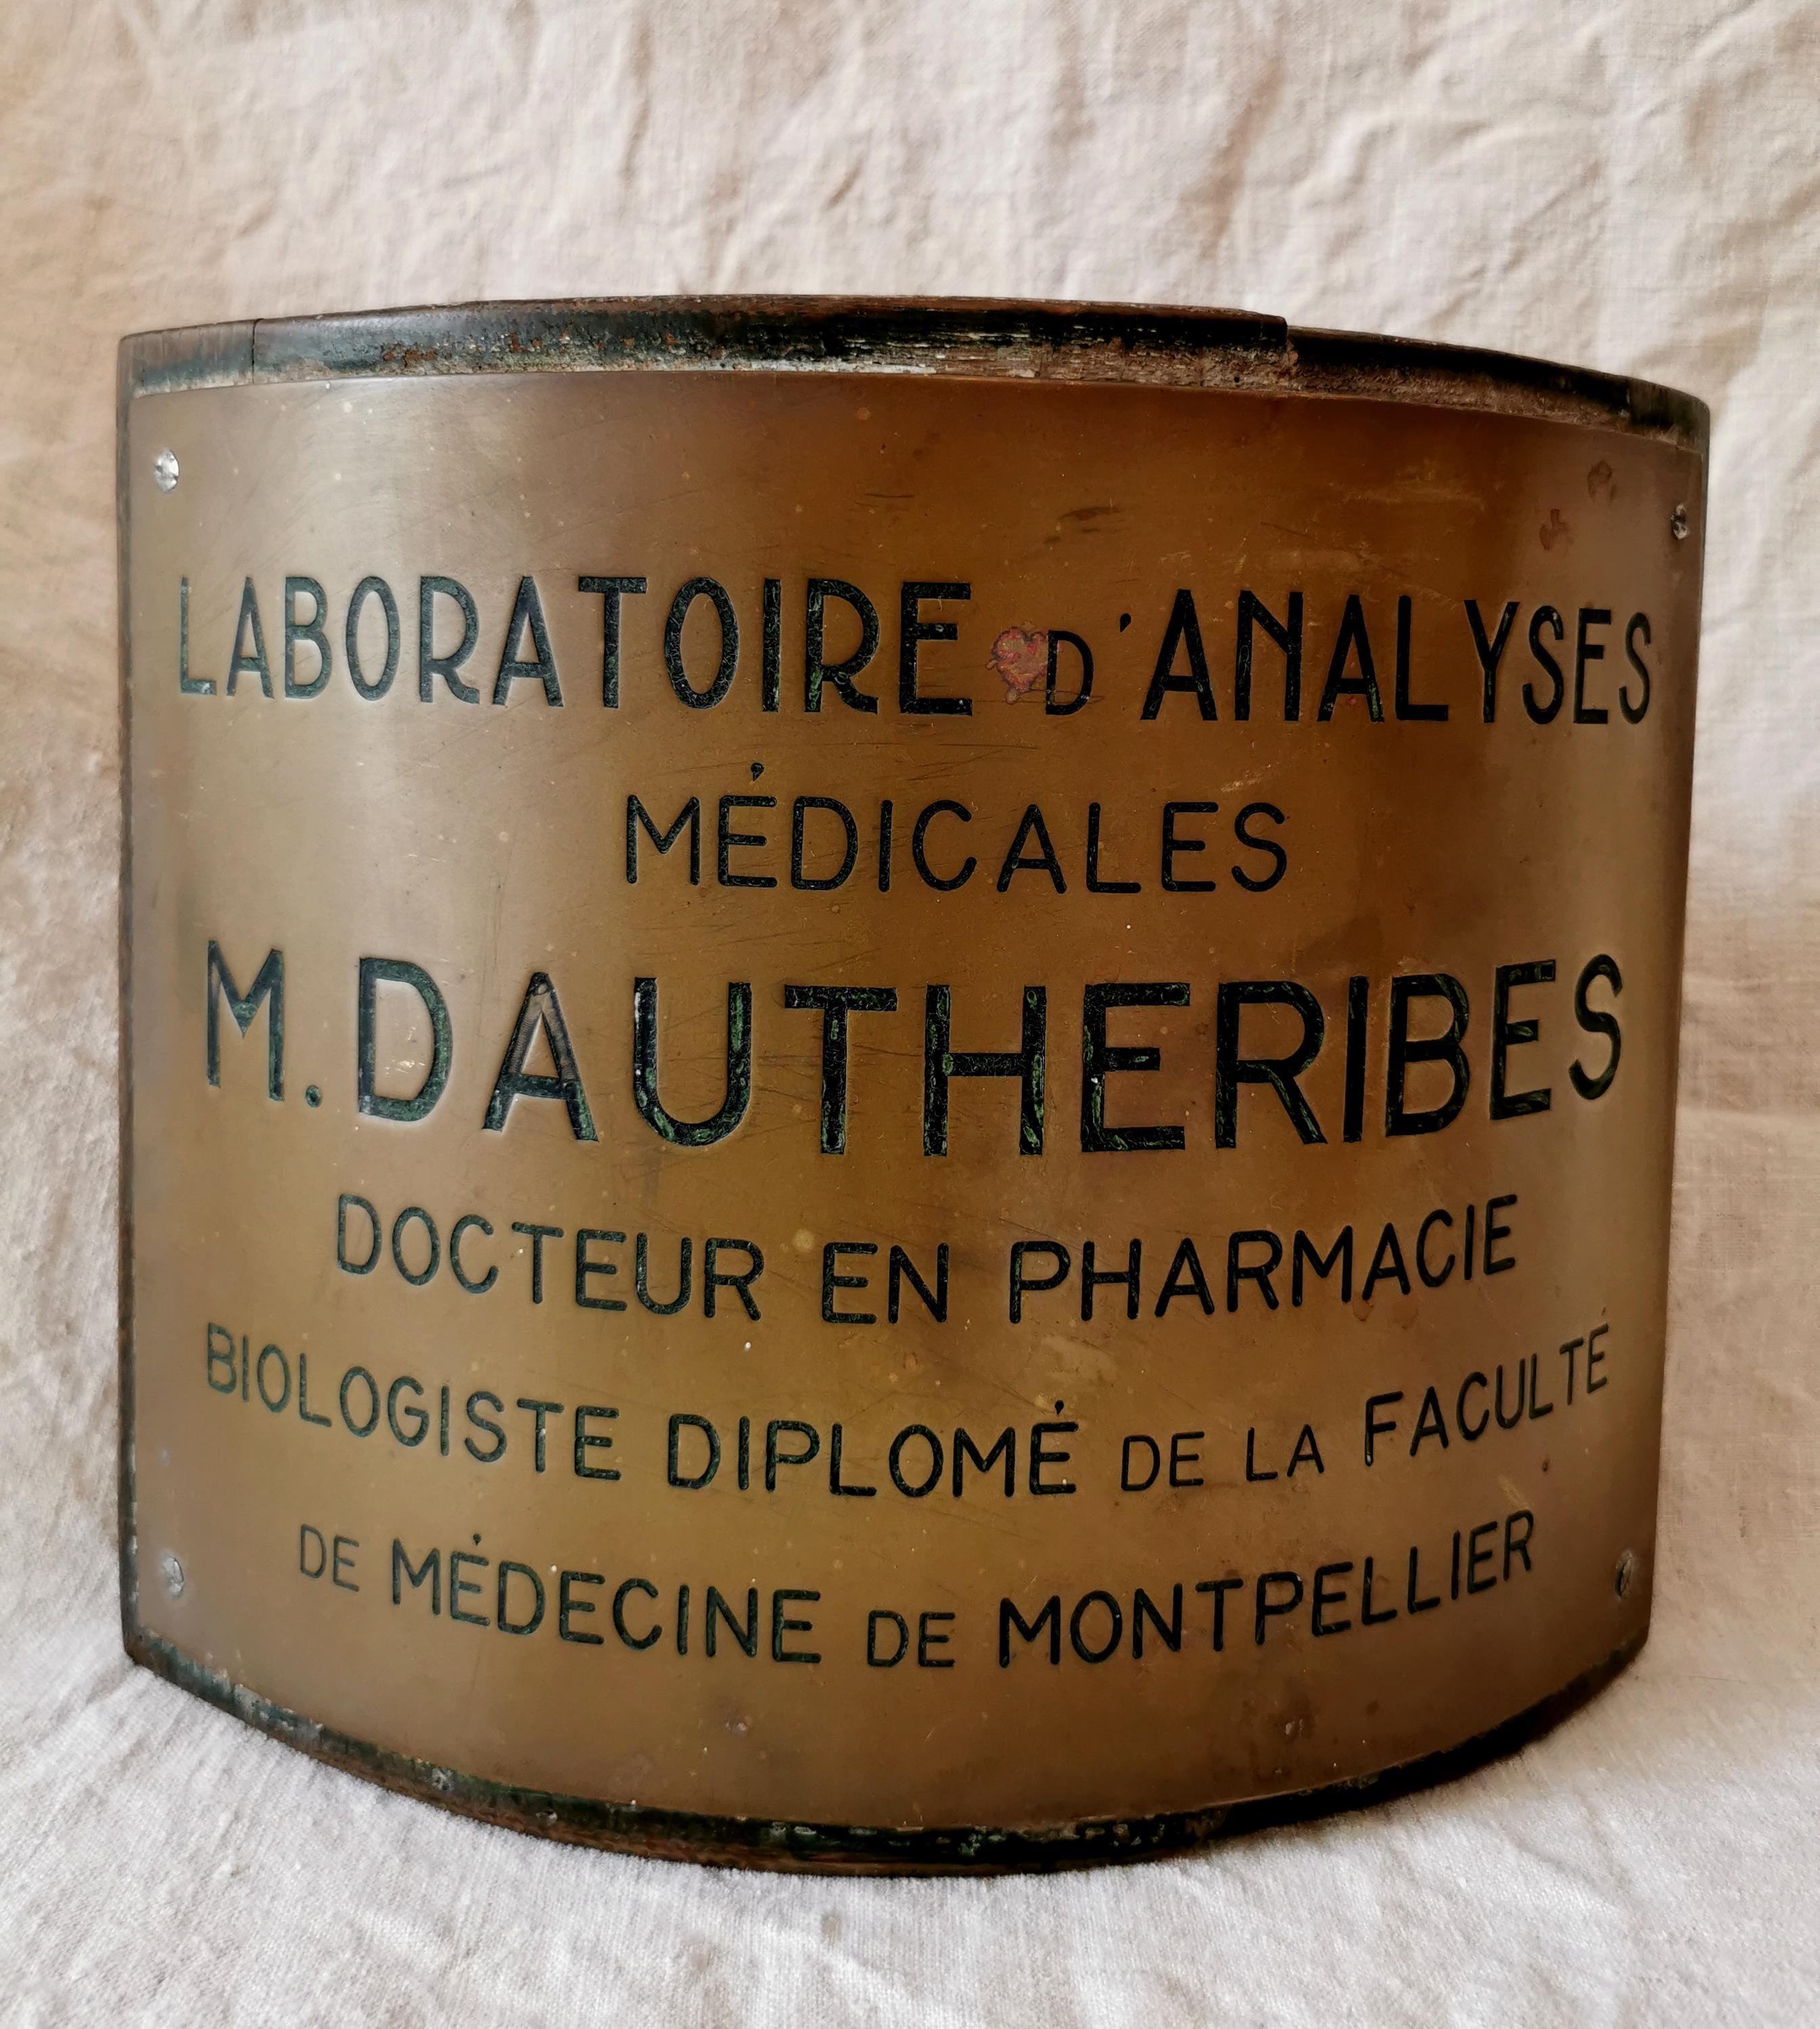 LABORATOIRE D'ANALYSES
MÉDICALES
M. DAUTHERIBES
DOCTEUR EN PHARMACIE
BIOLOGISTE DIPLOMÉ DE LA FACULTÉ
DE MÉDECINE DE MONTPELLIER